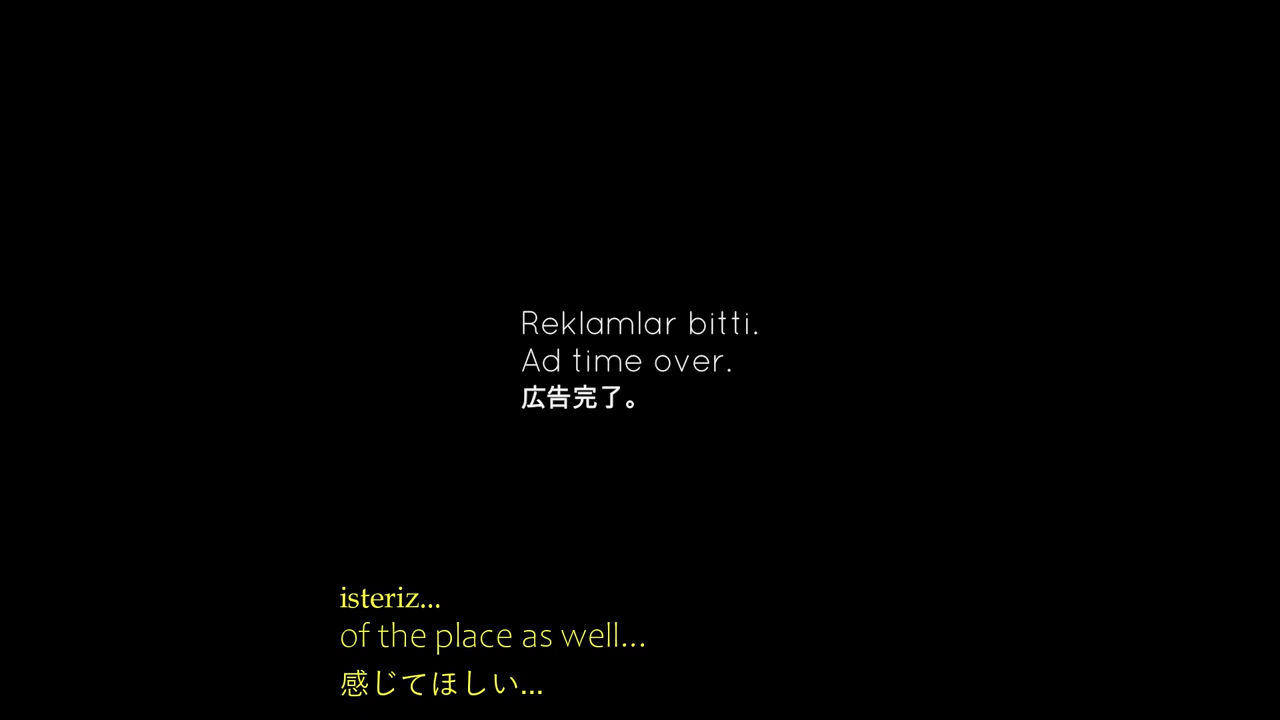 Reklamlar bitti.
Ad time over.
広告完了。
isteriz...
of the place as well...
感じてほしい...